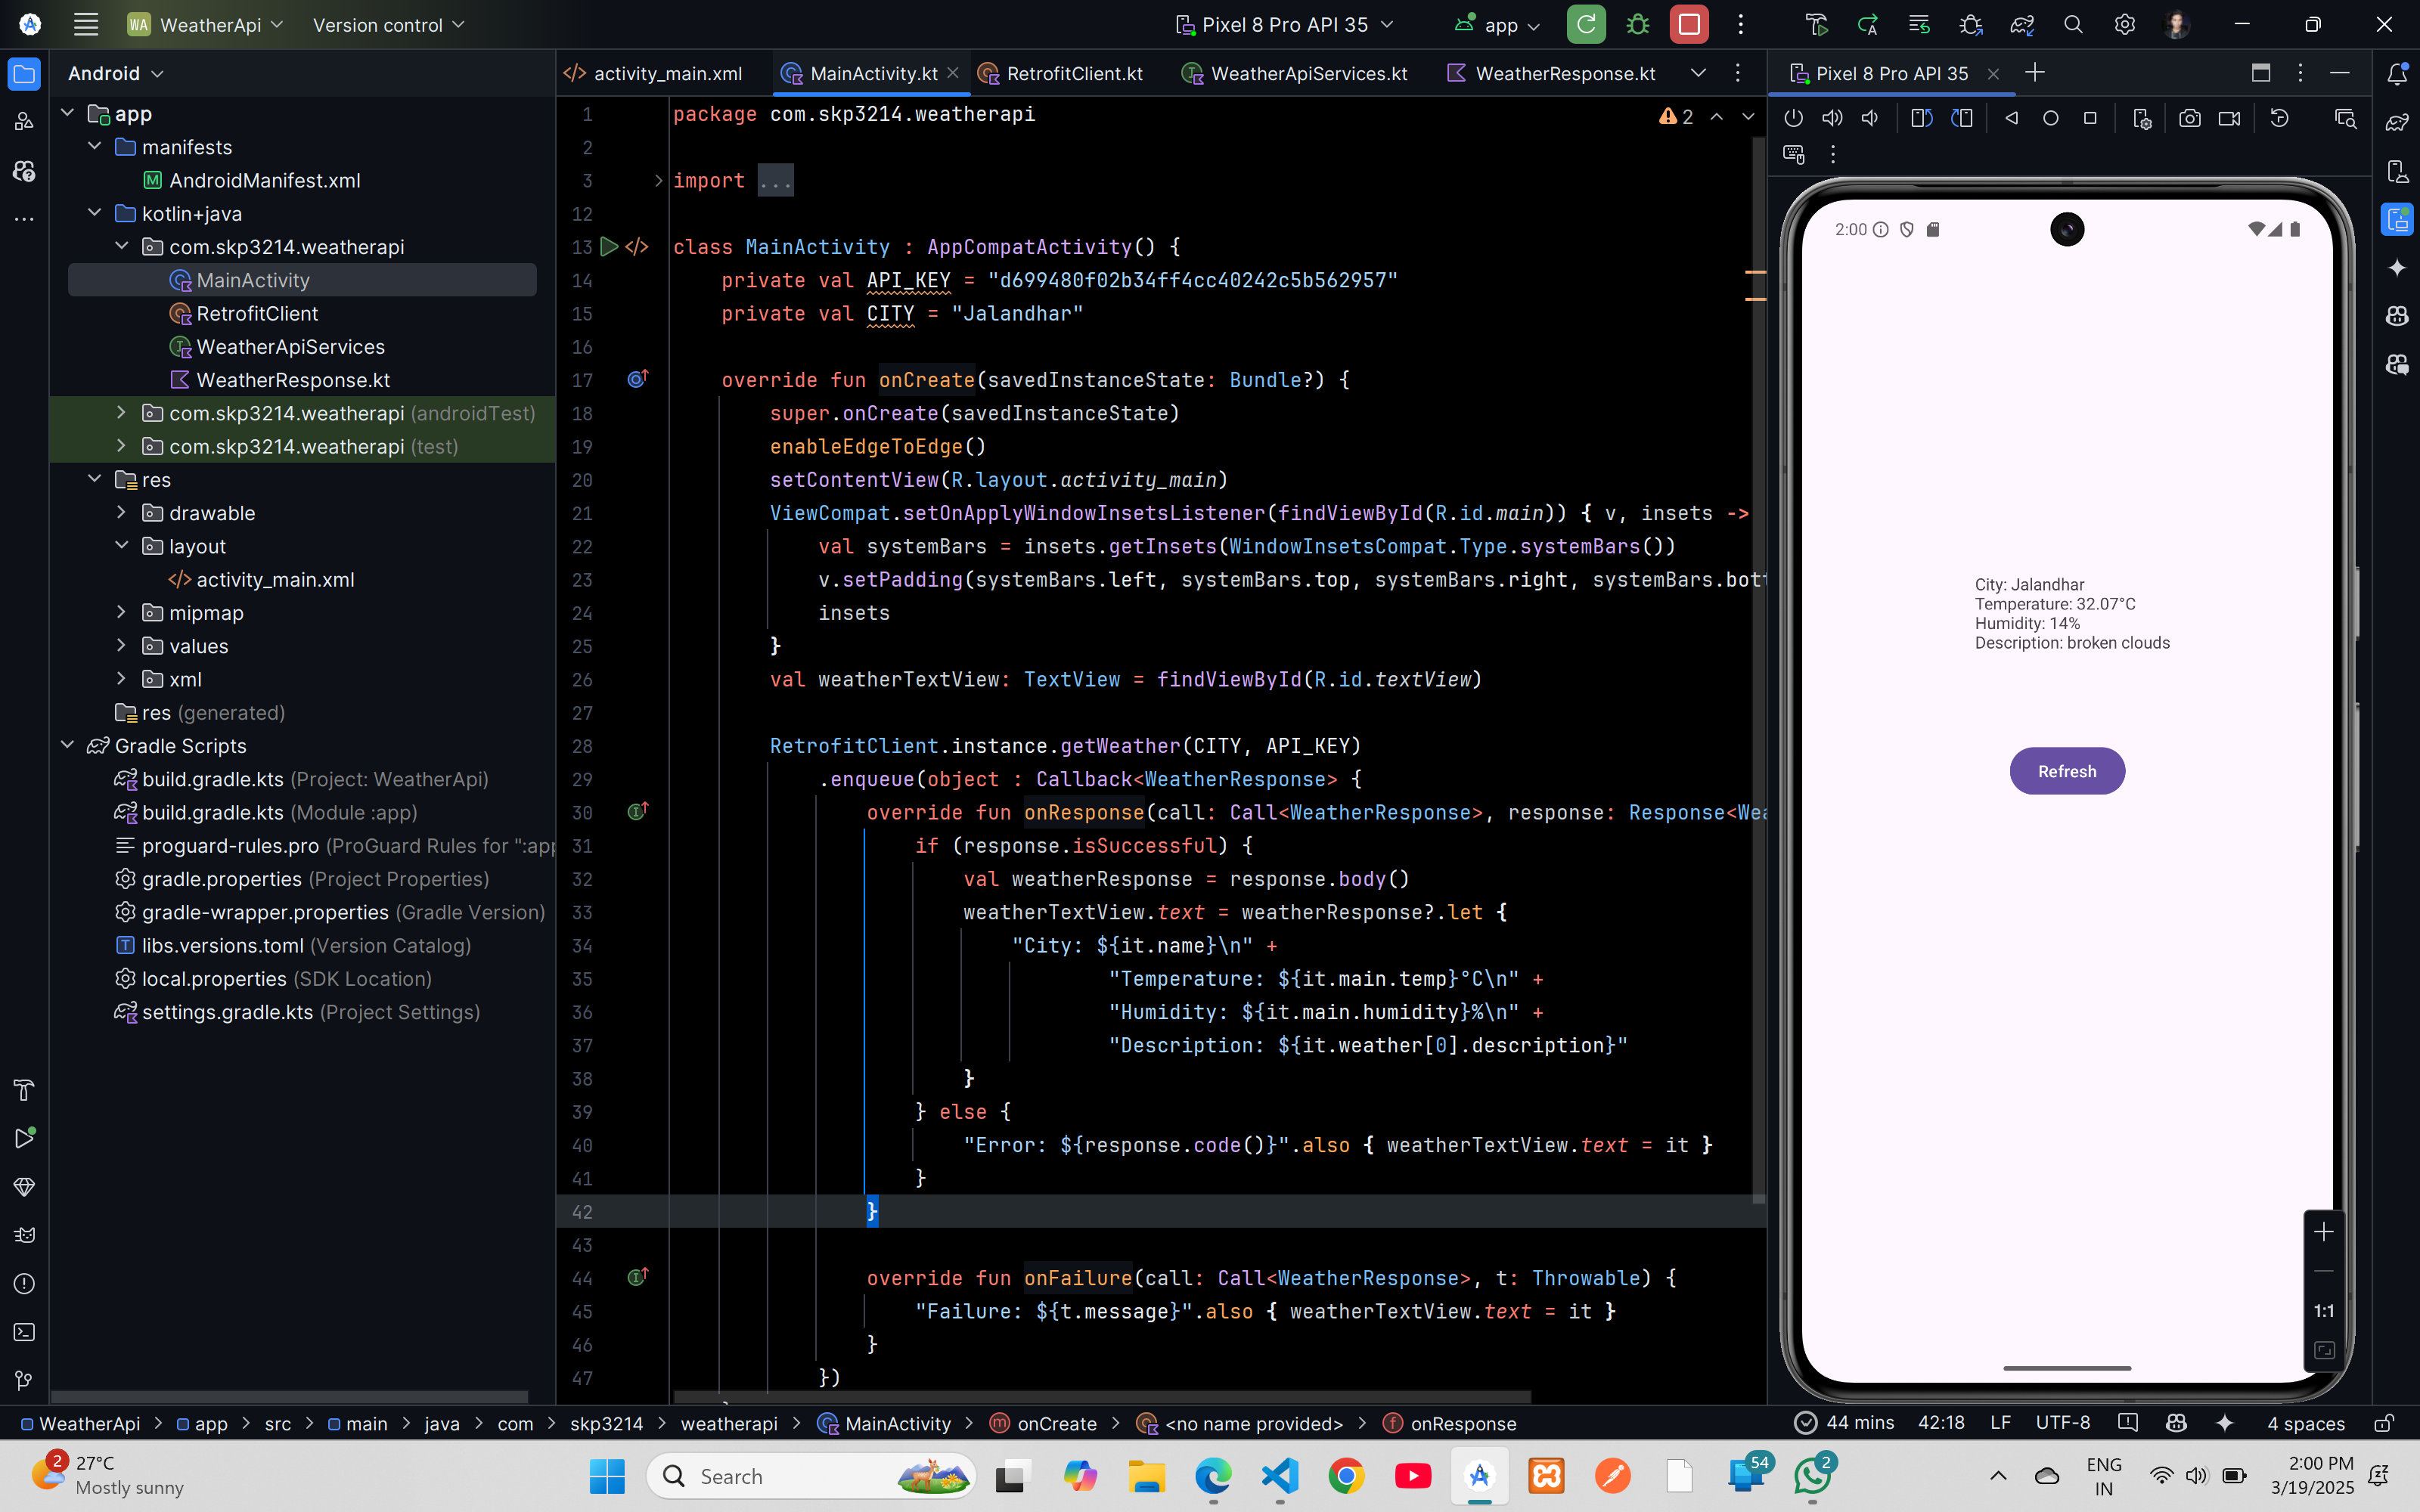 WA WeatherApi Version control Pixel 8 Pro API 35 app
Android
activity_main.xml MainActivity.kt RetrofitClient.kt WeatherApiServices.kt WeatherResponse.kt
Pixel 8 Pro API 35
app
manifests
AndroidManifest.xml
kotlin+java
com.skp3214.weatherapi
MainActivity
RetrofitClient
WeatherApiServices
WeatherResponse.kt
com.skp3214.weatherapi (androidTest)
com.skp3214.weatherapi (test)
res
drawable
layout
activity_main.xml
mipmap
values
xml
res (generated)
Gradle Scripts
build.gradle.kts (Project: WeatherApi)
build.gradle.kts (Module :app)
proguard-rules.pro (ProGuard Rules for ":app
gradle.properties (Project Properties)
gradle-wrapper.properties (Gradle Version)
libs.versions.toml (Version Catalog)
local.properties (SDK Location)
settings.gradle.kts (Project Settings)
2
1 package com.skp3214.weatherapi
2
3 import ...
12
13 class MainActivity : AppCompatActivity() {
14 private val API_KEY = "d699480f02b34ff4cc40242c5b562957"
15 private val CITY = "Jalandhar"
16
17 override fun onCreate(savedInstanceState: Bundle?) {
18 super.onCreate(savedInstanceState)
19 enableEdgeToEdge()
20 setContentView(R.layout.activity_main)
21 ViewCompat.setOnApplyWindowInsetsListener(findViewById(R.id.main)) { v, insets ->
22 val systemBars = insets.getInsets(WindowInsetsCompat.Type.systemBars())
23 v.setPadding(systemBars.left, systemBars.top, systemBars.right, systemBars.bott
24 insets
25 }
26 val weatherTextView: TextView = findViewById(R.id.textView)
27
28 RetrofitClient.instance.getWeather(CITY, API_KEY)
29 .enqueue(object : Callback<WeatherResponse> {
30 override fun onResponse(call: Call<WeatherResponse>, response: Response<Wea
31 if (response.isSuccessful) {
32 val weatherResponse = response.body()
33 weatherTextView.text = weatherResponse?.let {
34 "City: ${it.name}\n" +
35 "Temperature: ${it.main.temp}°C\n" +
36 "Humidity: ${it.main.humidity}%\n" +
37 "Description: ${it.weather[0].description}"
38 }
39 } else {
40 "Error: ${response.code()}".also { weatherTextView.text = it }
41 }
42 }
43
44 override fun onFailure(call: Call<WeatherResponse>, t: Throwable) {
45 "Failure: ${t.message}".also { weatherTextView.text = it }
46 }
47 })
2:00
City: Jalandhar
Temperature: 32.07°C
Humidity: 14%
Description: broken clouds
Refresh
1:1
WeatherApi > app > src > main > java > com > skp3214 > weatherapi > MainActivity > onCreate > <no name provided> > onResponse
44 mins 42:18 LF UTF-8 4 spaces
2
27°C
Mostly sunny
Search
54
2
ENG
IN
2:00 PM
3/19/2025